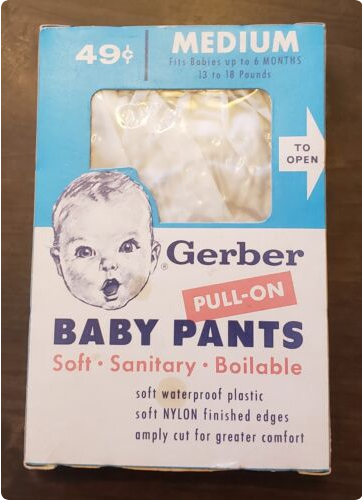 49¢
MEDIUM
Fits Babies up to 6 MONTHS
13 to 18 Pounds
TO
OPEN
Gerber
®
PULL-ON
BABY PANTS
Soft · Sanitary · Boilable
soft waterproof plastic
soft NYLON finished edges
amply cut for greater comfort